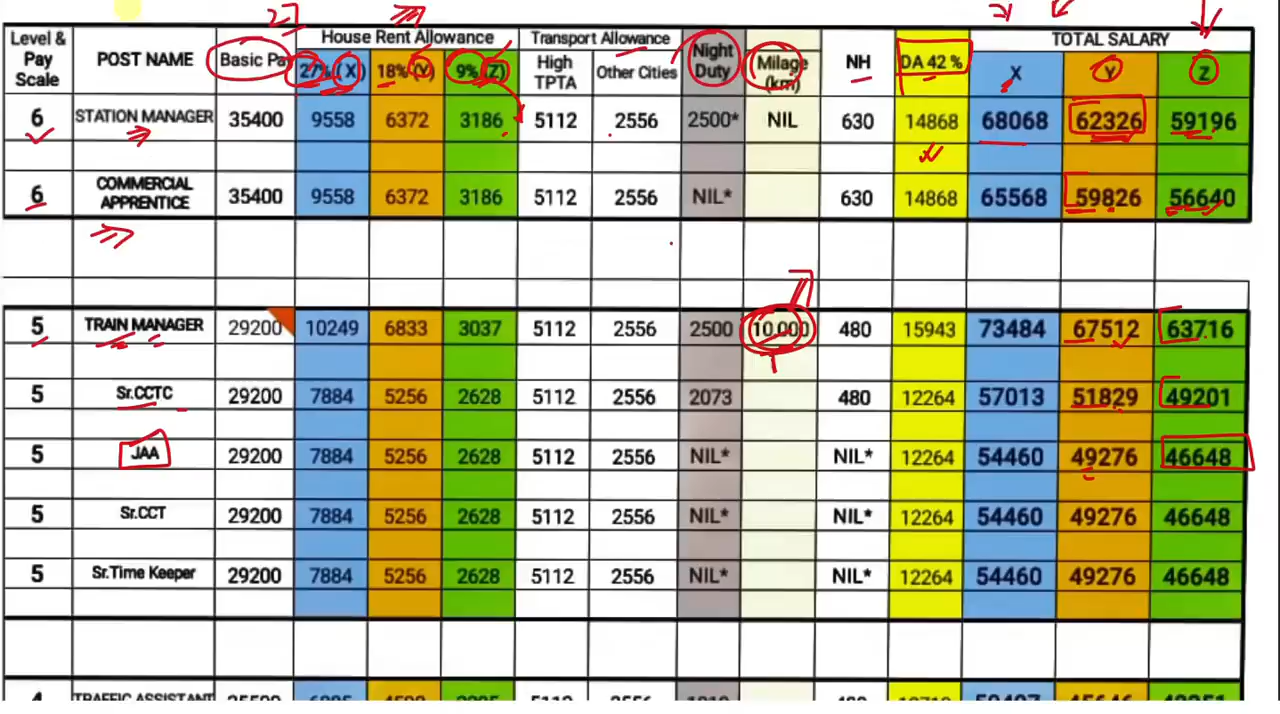 Level & Pay Scale POST NAME Basic Pay House Rent Allowance Transport Allowance Night Duty Milage (km) NH DA 42 % TOTAL SALARY
27% (X) 18% (Y) 9% (Z) High TPTA Other Cities X Y Z
6 STATION MANAGER 35400 9558 6372 3186 5112 2556 2500* NIL 630 14868 68068 62326 59196
6 COMMERCIAL APPRENTICE 35400 9558 6372 3186 5112 2556 NIL* 630 14868 65568 59826 56640
5 TRAIN MANAGER 29200 10249 6833 3037 5112 2556 2500 10,000 480 15943 73484 67512 63716
5 Sr.CCTC 29200 7884 5256 2628 5112 2556 2073 480 12264 57013 51829 49201
5 JAA 29200 7884 5256 2628 5112 2556 NIL* NIL* 12264 54460 49276 46648
5 Sr.CCT 29200 7884 5256 2628 5112 2556 NIL* NIL* 12264 54460 49276 46648
5 Sr.Time Keeper 29200 7884 5256 2628 5112 2556 NIL* NIL* 12264 54460 49276 46648
TRAFFIC ASSISTANT 5112 2556